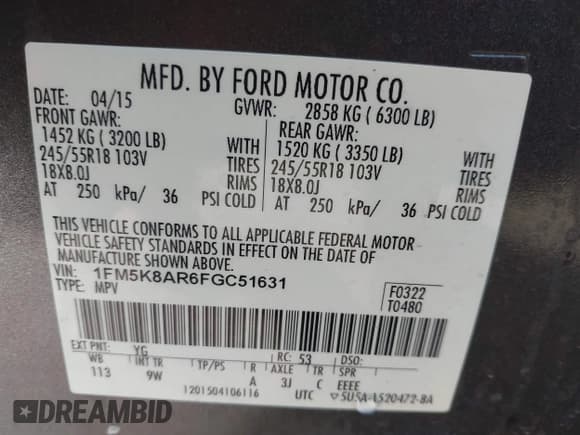 MFD. BY FORD MOTOR CO.
DATE: 04/15 GVWR: 2858 KG ( 6300 LB)
FRONT GAWR: REAR GAWR:
1452 KG ( 3200 LB) WITH 1520 KG ( 3350 LB) WITH
245/55R18 103V TIRES 245/55R18 103V TIRES
18X8.0J RIMS 18X8.0J RIMS
AT 250 kPa/ 36 PSI COLD AT 250 kPa/ 36 PSI COLD
THIS VEHICLE CONFORMS TO ALL APPLICABLE FEDERAL MOTOR
VEHICLE SAFETY STANDARDS IN EFFECT ON THE DATE OF
MANUFACTURE SHOWN ABOVE.
VIN: 1FM5K8AR6FGC51631
TYPE: MPV
F0322
T0480
EXT PNT: YG RC: 53 DSO:
WB INT TR TP/PS R AXLE TR SPR
113 9W A 3J C EEEE
1201504106116 UTC ▽5U5A-1520472-BA
DREAMBID